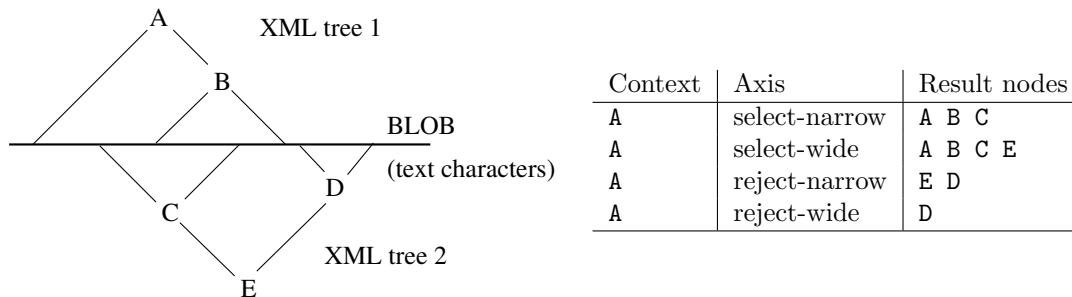 A
XML tree 1
B
BLOB
(text characters)
D
C
XML tree 2
E
Context Axis Result nodes
A select-narrow A B C
A select-wide A B C E
A reject-narrow E D
A reject-wide D